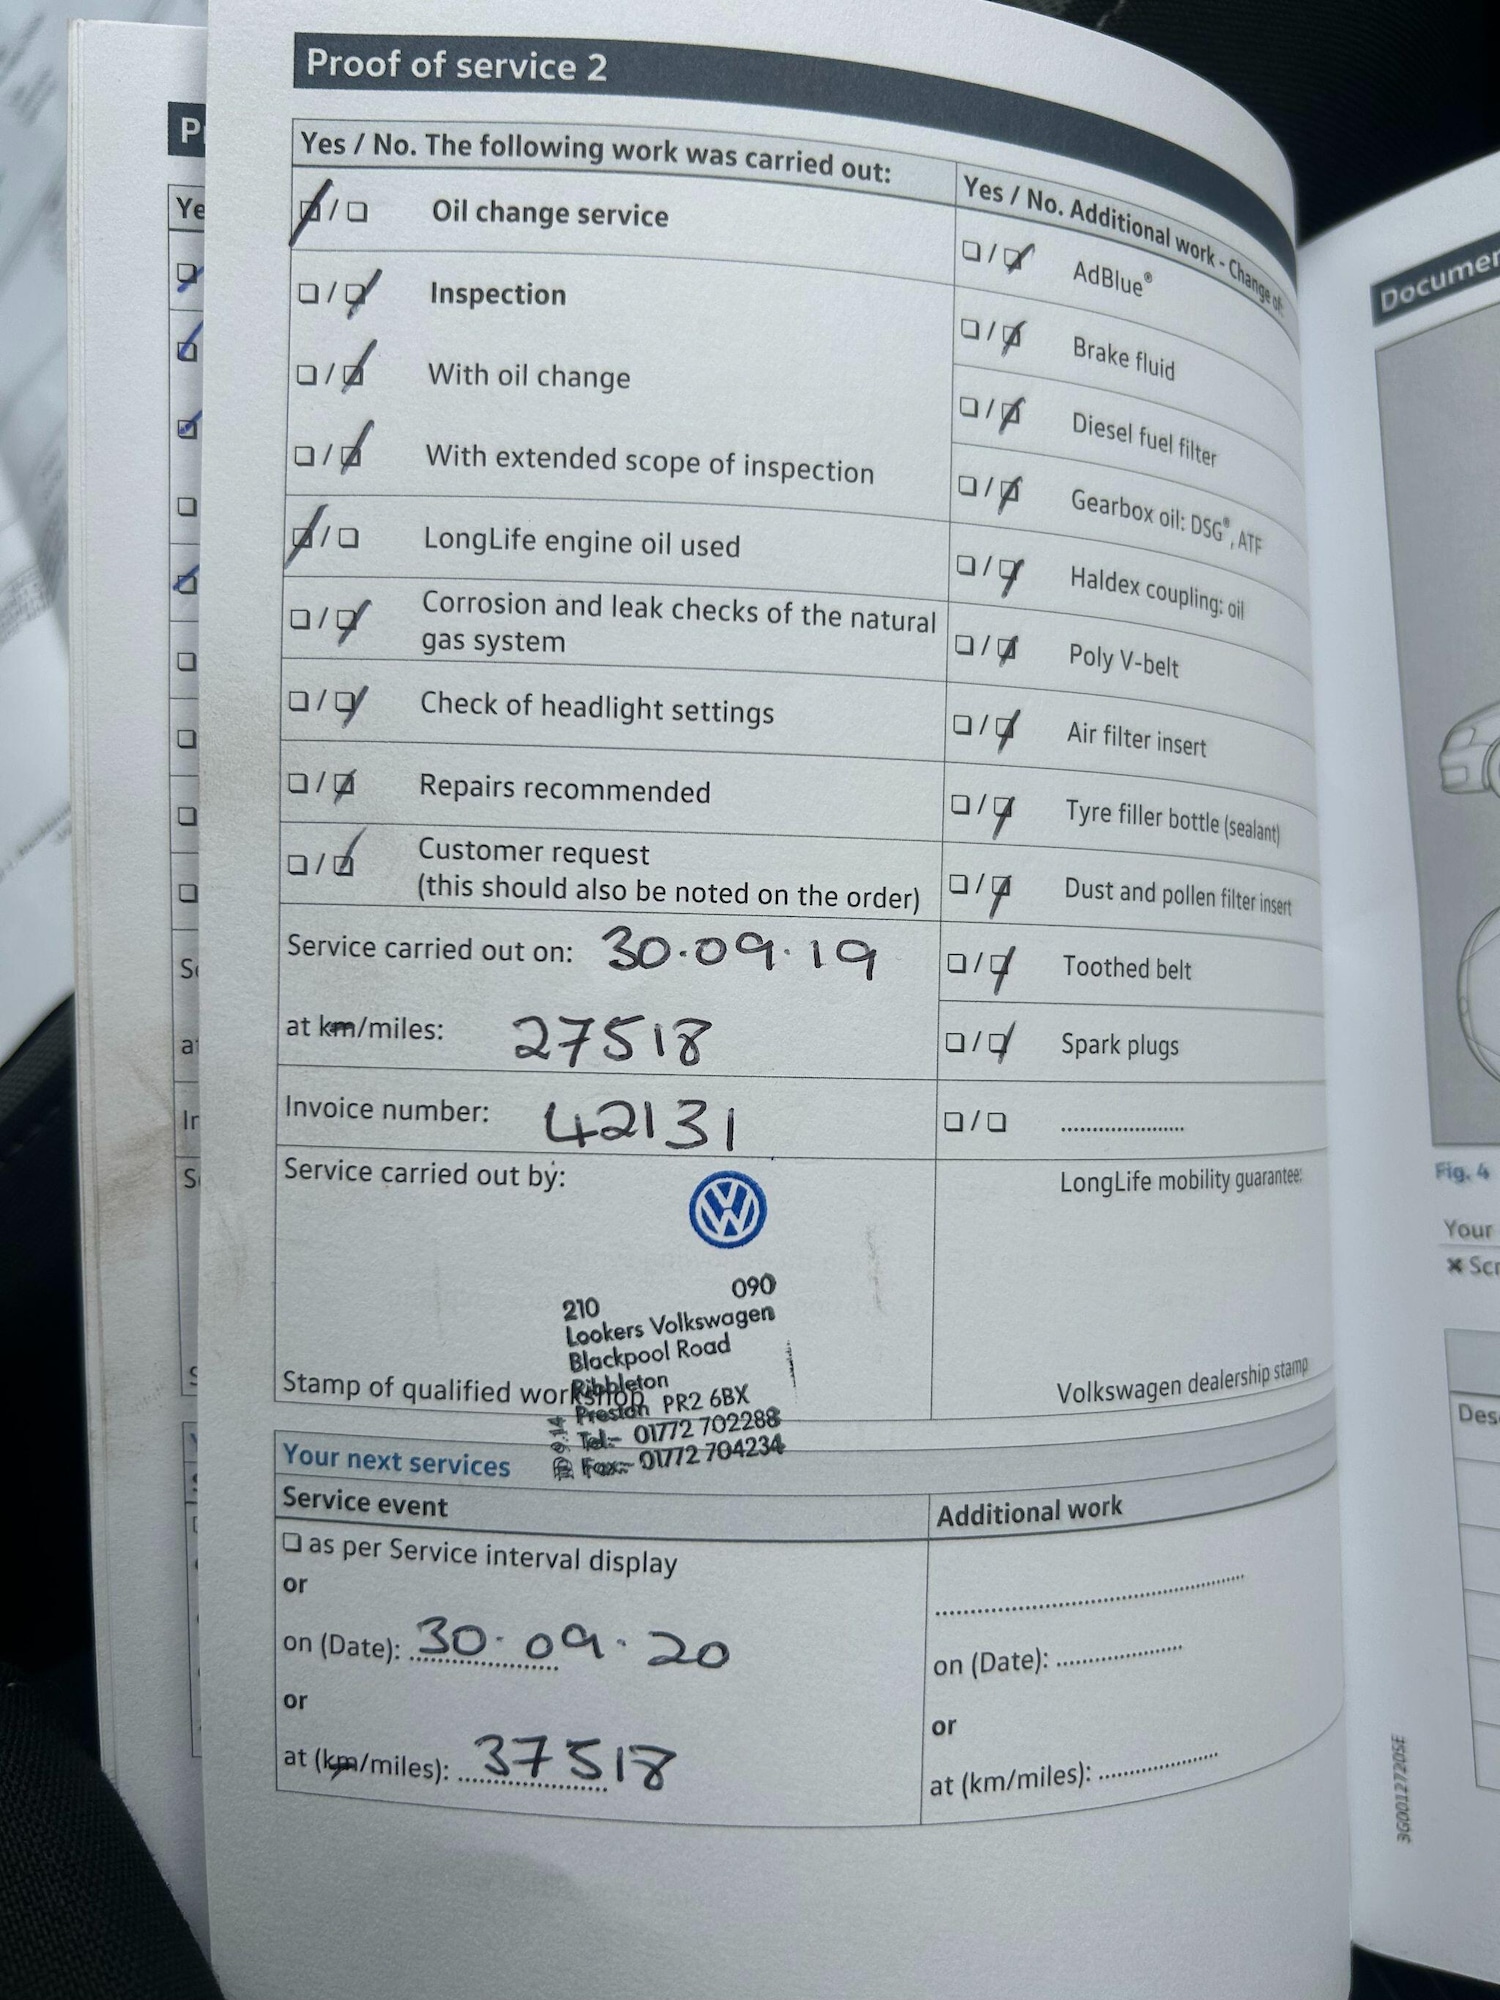 Proof of service 2
Yes / No. The following work was carried out:
❏ / ❏ Oil change service
❏ / ❏ Inspection
❏ / ❏ With oil change
❏ / ❏ With extended scope of inspection
❏ / ❏ LongLife engine oil used
❏ / ❏ Corrosion and leak checks of the natural
gas system
❏ / ❏ Check of headlight settings
❏ / ❏ Repairs recommended
❏ / ❏ Customer request
(this should also be noted on the order)
Service carried out on: 30.09.19
at km/miles: 27518
Invoice number: 42131
Service carried out by:
210 090
Lookers Volkswagen
Blackpool Road
Ribbleton
Preston PR2 6BX
Tel:- 01772 702288
Fax:- 01772 704234
Stamp of qualified workshop
Yes / No. Additional work - Change of:
❏ / ❏ AdBlue®
❏ / ❏ Brake fluid
❏ / ❏ Diesel fuel filter
❏ / ❏ Gearbox oil: DSG®, ATF
❏ / ❏ Haldex coupling: oil
❏ / ❏ Poly V-belt
❏ / ❏ Air filter insert
❏ / ❏ Tyre filler bottle (sealant)
❏ / ❏ Dust and pollen filter insert
❏ / ❏ Toothed belt
❏ / ❏ Spark plugs
❏ / ❏ ......................
LongLife mobility guarantee:
Volkswagen dealership stamp
Your next services
Service event
❏ as per Service interval display
or
on (Date): 30.09.20
or
at (km/miles): 37518
Additional work
on (Date): ....................
or
at (km/miles): ...................
3G0012720SE
Fig. 4
Your